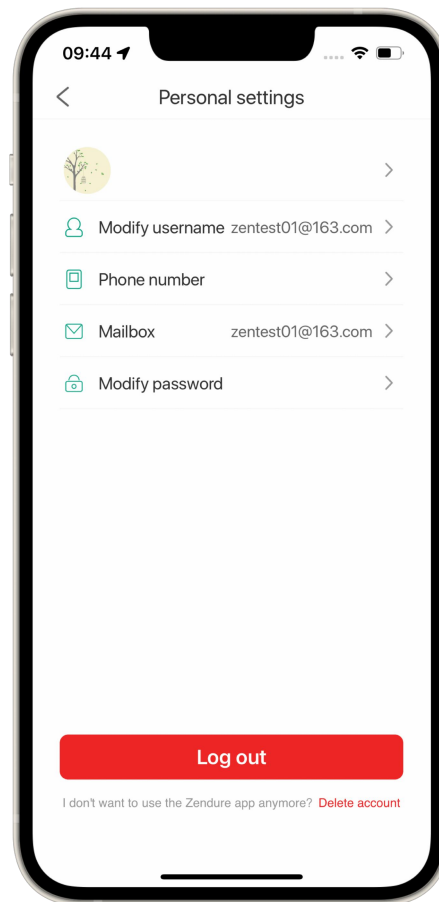 09:44
Personal settings
Modify username zentest01@163.com
Phone number
Mailbox zentest01@163.com
Modify password
Log out
I don't want to use the Zendure app anymore? Delete account